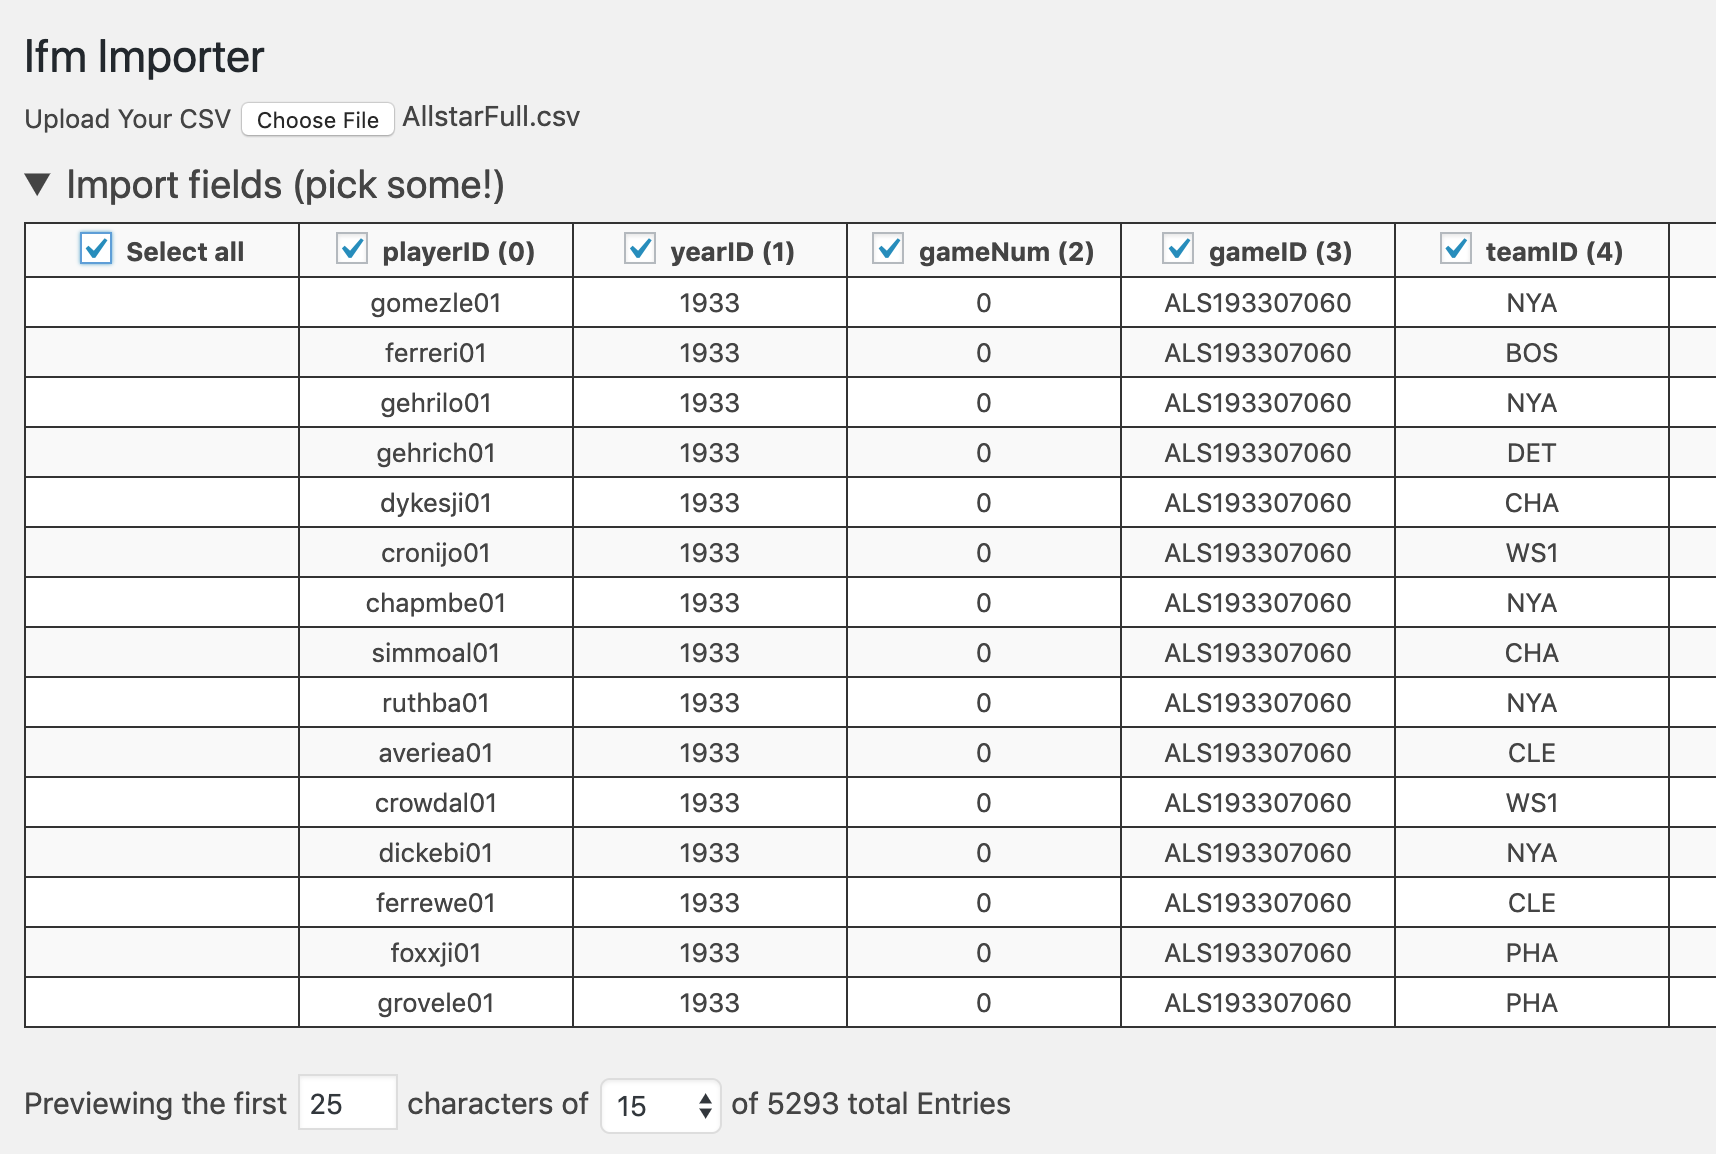 Ifm Importer
Upload Your CSV Choose File AllstarFull.csv
▼ Import fields (pick some!)
Select all playerID (0) yearID (1) gameNum (2) gameID (3) teamID (4)
gomezle01 1933 0 ALS193307060 NYA
ferreri01 1933 0 ALS193307060 BOS
gehrilo01 1933 0 ALS193307060 NYA
gehrich01 1933 0 ALS193307060 DET
dykesji01 1933 0 ALS193307060 CHA
cronijo01 1933 0 ALS193307060 WS1
chapmbe01 1933 0 ALS193307060 NYA
simmoal01 1933 0 ALS193307060 CHA
ruthba01 1933 0 ALS193307060 NYA
averiea01 1933 0 ALS193307060 CLE
crowdal01 1933 0 ALS193307060 WS1
dickebi01 1933 0 ALS193307060 NYA
ferrewe01 1933 0 ALS193307060 CLE
foxxji01 1933 0 ALS193307060 PHA
grovele01 1933 0 ALS193307060 PHA
Previewing the first 25 characters of 15 of 5293 total Entries